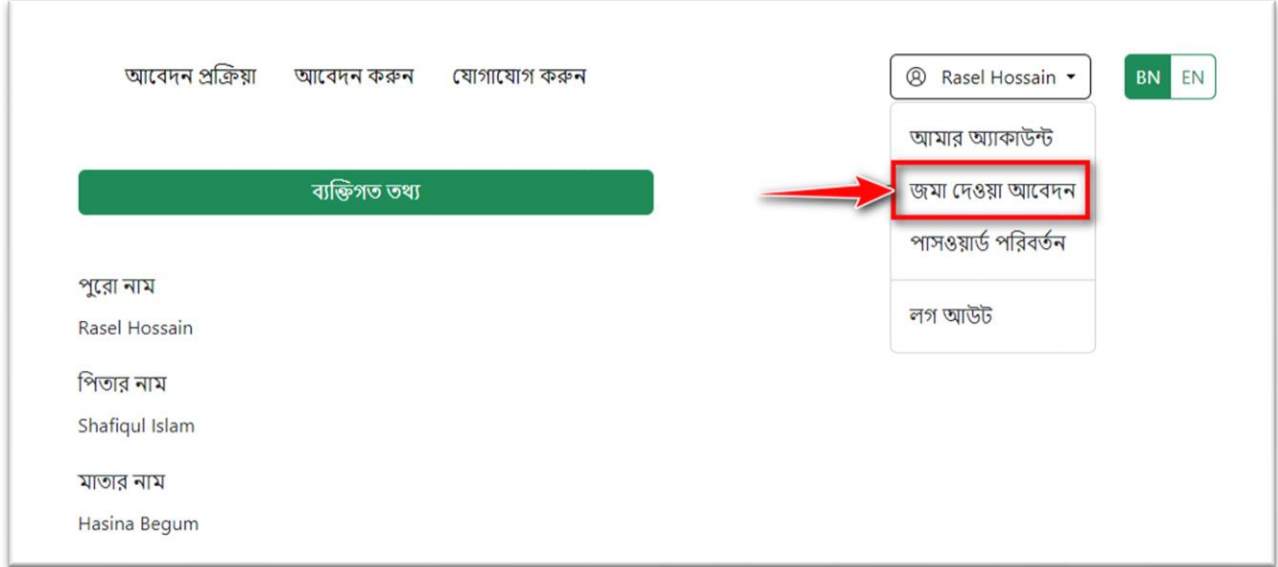 আবেদন প্রক্রিয়া আবেদন করুন যোগাযোগ করুন Rasel Hossain BN EN
আমার অ্যাকাউন্ট
জমা দেওয়া আবেদন
পাসওয়ার্ড পরিবর্তন
লগ আউট
ব্যক্তিগত তথ্য
পুরো নাম
Rasel Hossain
পিতার নাম
Shafiqul Islam
মাতার নাম
Hasina Begum